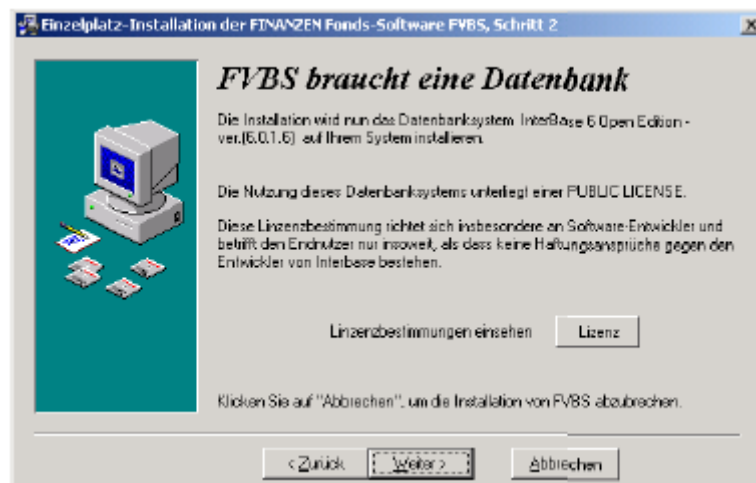 Einzelplatz-Installation der FINANZEN Fonds-Software FVBS, Schritt 2
FVBS braucht eine Datenbank
Die Installation wird nun das Datenbanksystem InterBase 6 Open Edition -
ver.(6.0.1.6) auf Ihrem System installieren.
Die Nutzung dieses Datenbanksystems unterliegt einer PUBLIC LICENSE.
Diese Linzenzbestimmung richtet sich insbesondere an Software-Entwickler und
betrifft den Endnutzer nur insoweit, als dass keine Haftungsansprüche gegen den
Entwickler von Interbase bestehen.
Linzenzbestimmungen einsehen Lizenz
Klicken Sie auf "Abbrechen", um die Installation von FVBS abzubrechen.
< Zurück Weiter > Abbrechen